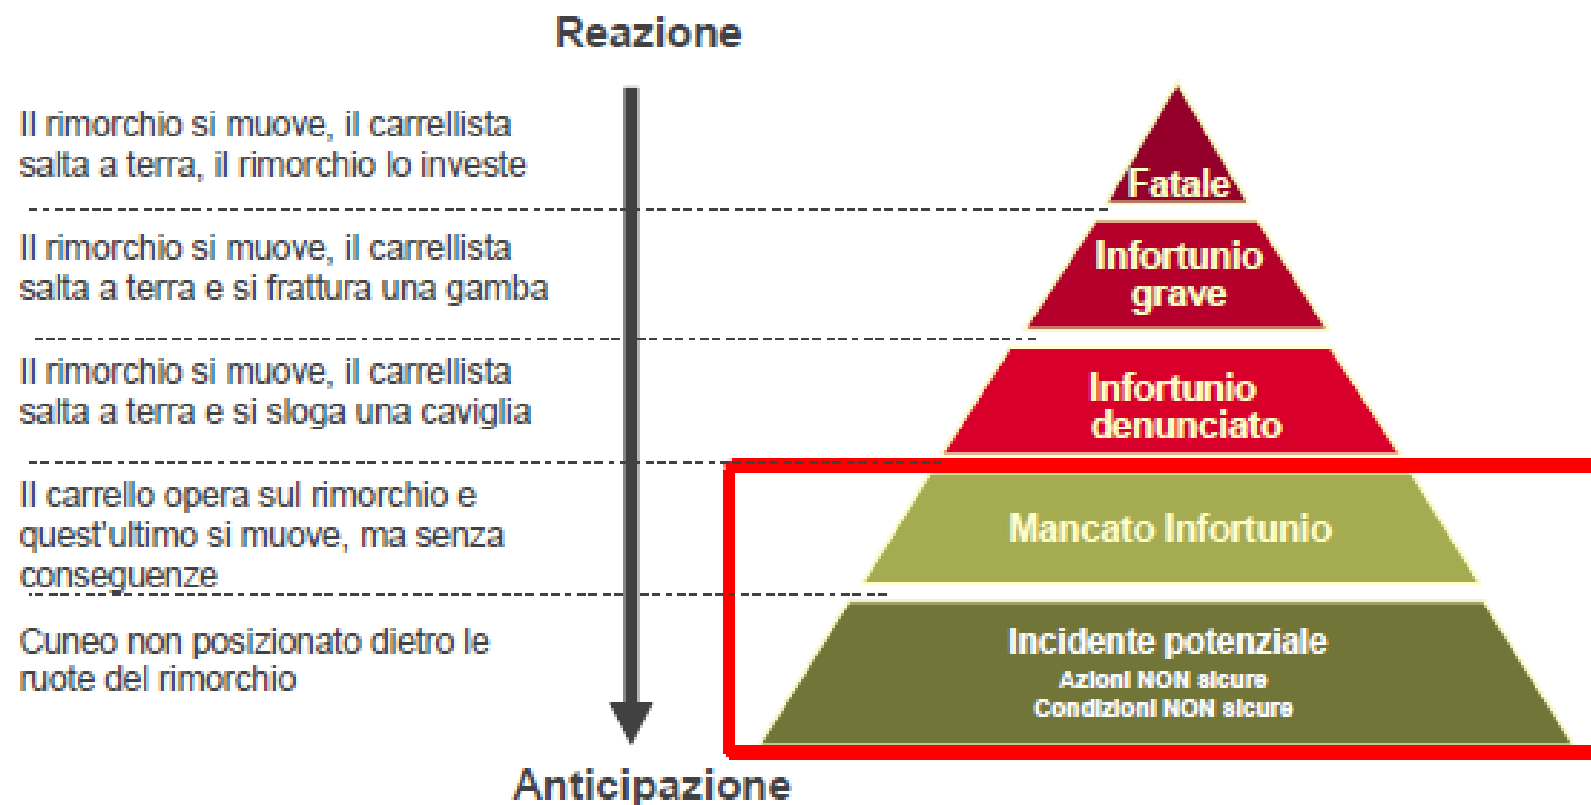 Reazione
Il rimorchio si muove, il carrellista
salta a terra, il rimorchio lo investe
Fatale
Il rimorchio si muove, il carrellista
salta a terra e si frattura una gamba
Infortunio
grave
Il rimorchio si muove, il carrellista
salta a terra e si sloga una caviglia
Infortunio
denunciato
Il carrello opera sul rimorchio e
quest'ultimo si muove, ma senza
conseguenze
Mancato Infortunio
Cuneo non posizionato dietro le
ruote del rimorchio
Incidente potenziale
Azioni NON sicure
Condizioni NON sicure
Anticipazione